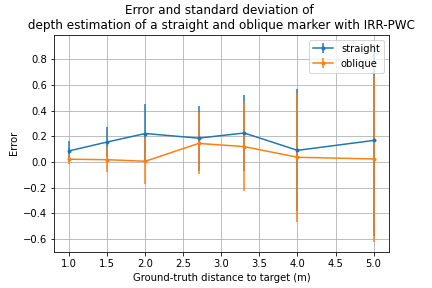 Error and standard deviation of
depth estimation of a straight and oblique marker with IRR-PWC
straight
oblique
Error
0.8
0.6
0.4
0.2
0.0
−0.2
−0.4
−0.6
1.0 1.5 2.0 2.5 3.0 3.5 4.0 4.5 5.0
Ground-truth distance to target (m)